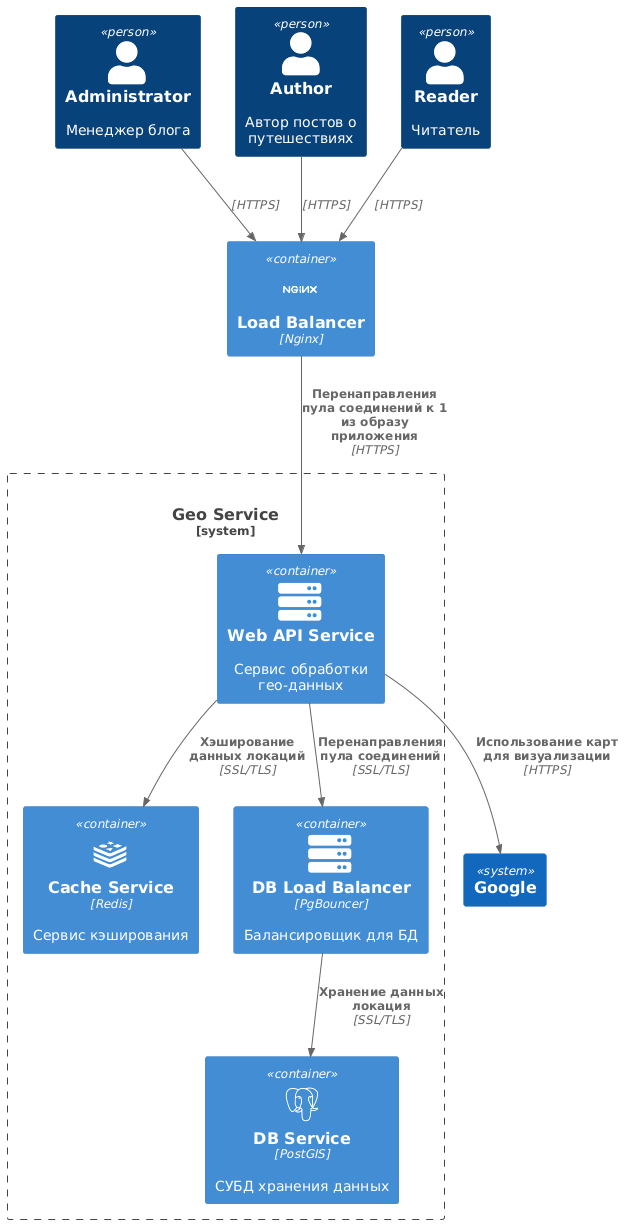 «person»
Administrator
Менеджер блога
«person»
Author
Автор постов о
путешествиях
«person»
Reader
Читатель
[HTTPS]
[HTTPS]
[HTTPS]
«container»
NGINX
Load Balancer
[Nginx]
Перенаправления
пула соединений к 1
из образу
приложения
[HTTPS]
Geo Service
[system]
«container»
Web API Service
Сервис обработки
гео-данных
Хэширование
данных локаций
[SSL/TLS]
Перенаправления
пула соединений
[SSL/TLS]
Использование карт
для визуализации
[HTTPS]
«container»
Cache Service
[Redis]
Сервис кэширования
«container»
DB Load Balancer
[PgBouncer]
Балансировщик для БД
«system»
Google
Хранение данных
локация
[SSL/TLS]
«container»
DB Service
[PostGIS]
СУБД хранения данных